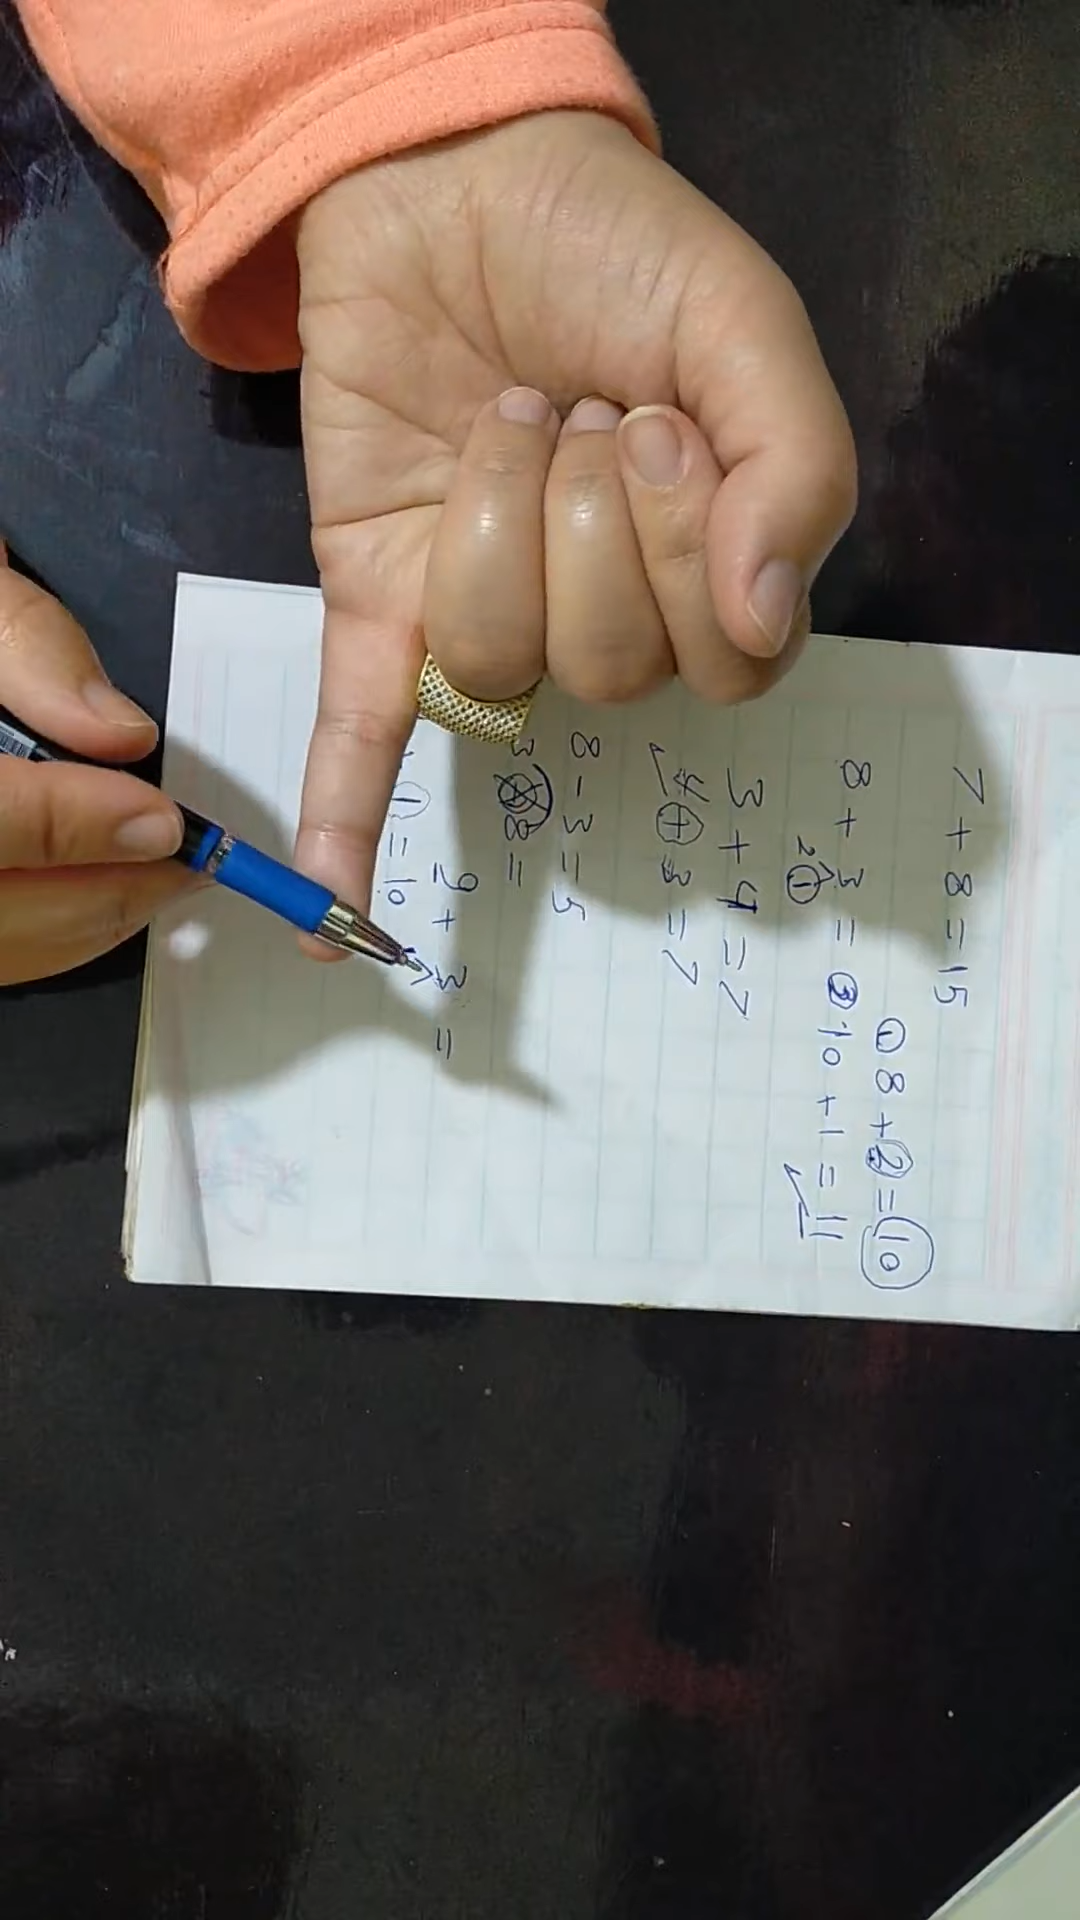 7 + 8 = 15
① 8 + 2 = 10
8 + 3 = ② 10 + 1 = 11
2 1
3 + 4 = 7
4 + 3 = 7
8 - 3 = 5
3 8 =
9 + 3 =
1 = 10